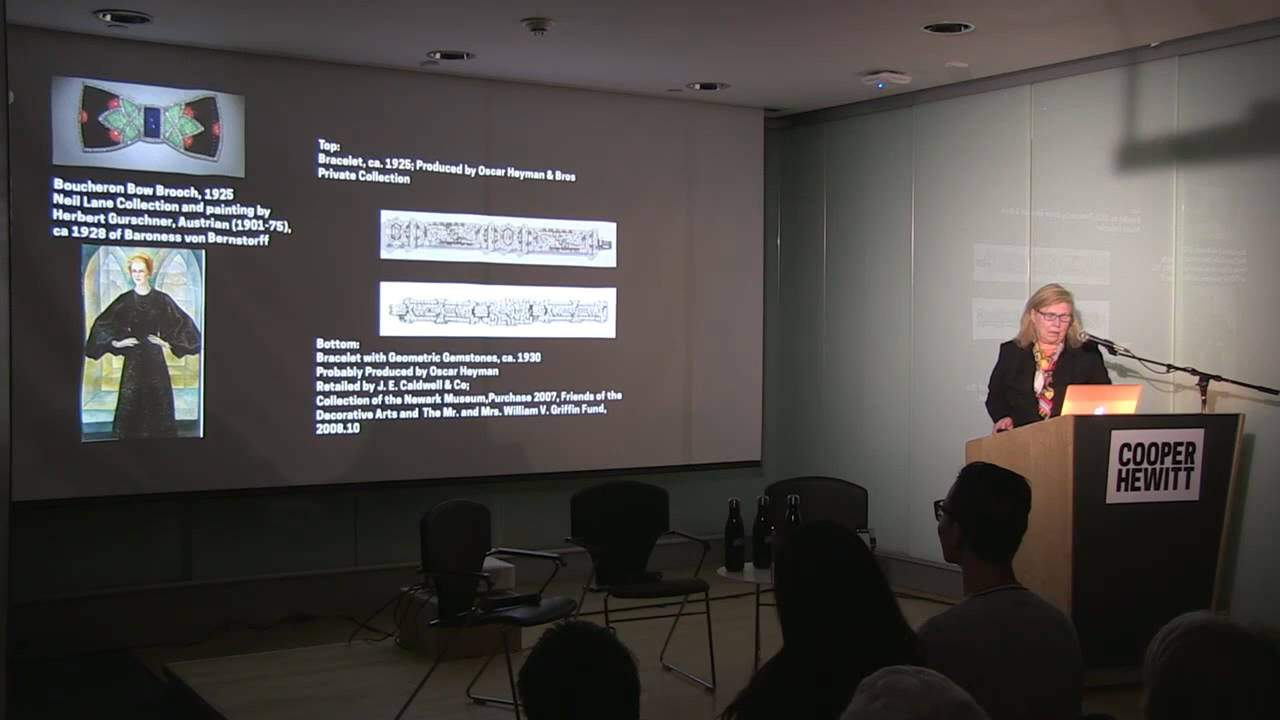 Boucheron Bow Brooch, 1925
Neil Lane Collection and painting by
Herbert Gurschner, Austrian (1901-75),
ca 1928 of Baroness von Bernstorff
Top:
Bracelet, ca. 1925; Produced by Oscar Heyman & Bros
Private Collection
Bottom:
Bracelet with Geometric Gemstones, ca. 1930
Probably Produced by Oscar Heyman
Retailed by J. E. Caldwell & Co;
Collection of the Newark Museum,Purchase 2007, Friends of the
Decorative Arts and The Mr. and Mrs. William V. Griffin Fund,
2008.10
COOPER
HEWITT